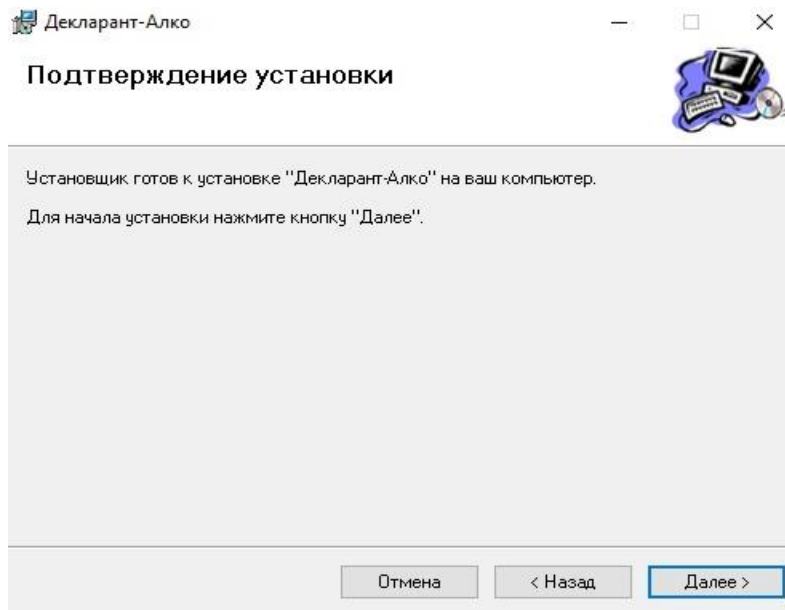 Декларант-Алко
Подтверждение установки
Установщик готов к установке "Декларант-Алко" на ваш компьютер.
Для начала установки нажмите кнопку "Далее".
Отмена
< Назад
Далее >